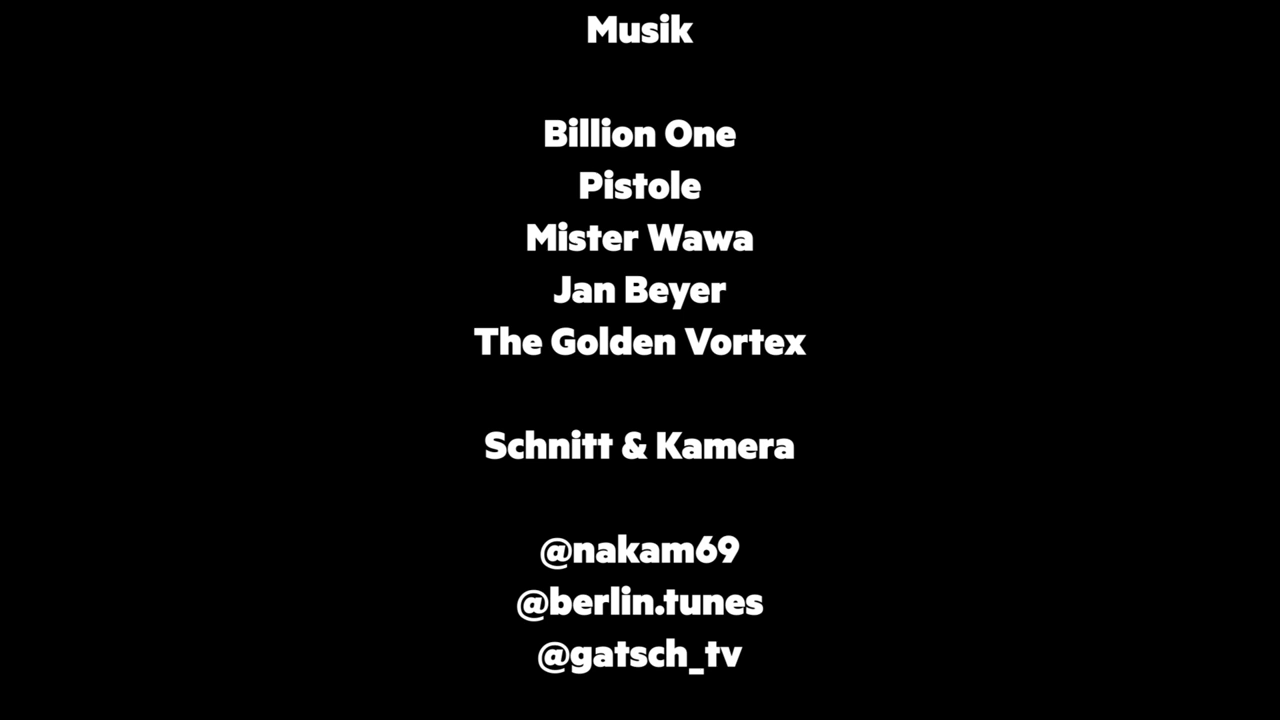 Musik
Billion One
Pistole
Mister Wawa
Jan Beyer
The Golden Vortex
Schnitt & Kamera
@nakam69
@berlin.tunes
@gatsch_tv